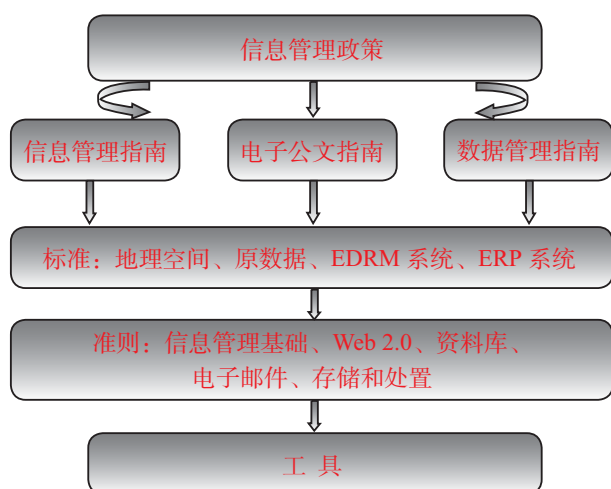 信息管理政策
信息管理指南
电子公文指南
数据管理指南
标准：地理空间、原数据、EDRM 系统、ERP 系统
准则：信息管理基础、Web 2.0、资料库、
电子邮件、存储和处置
工 具